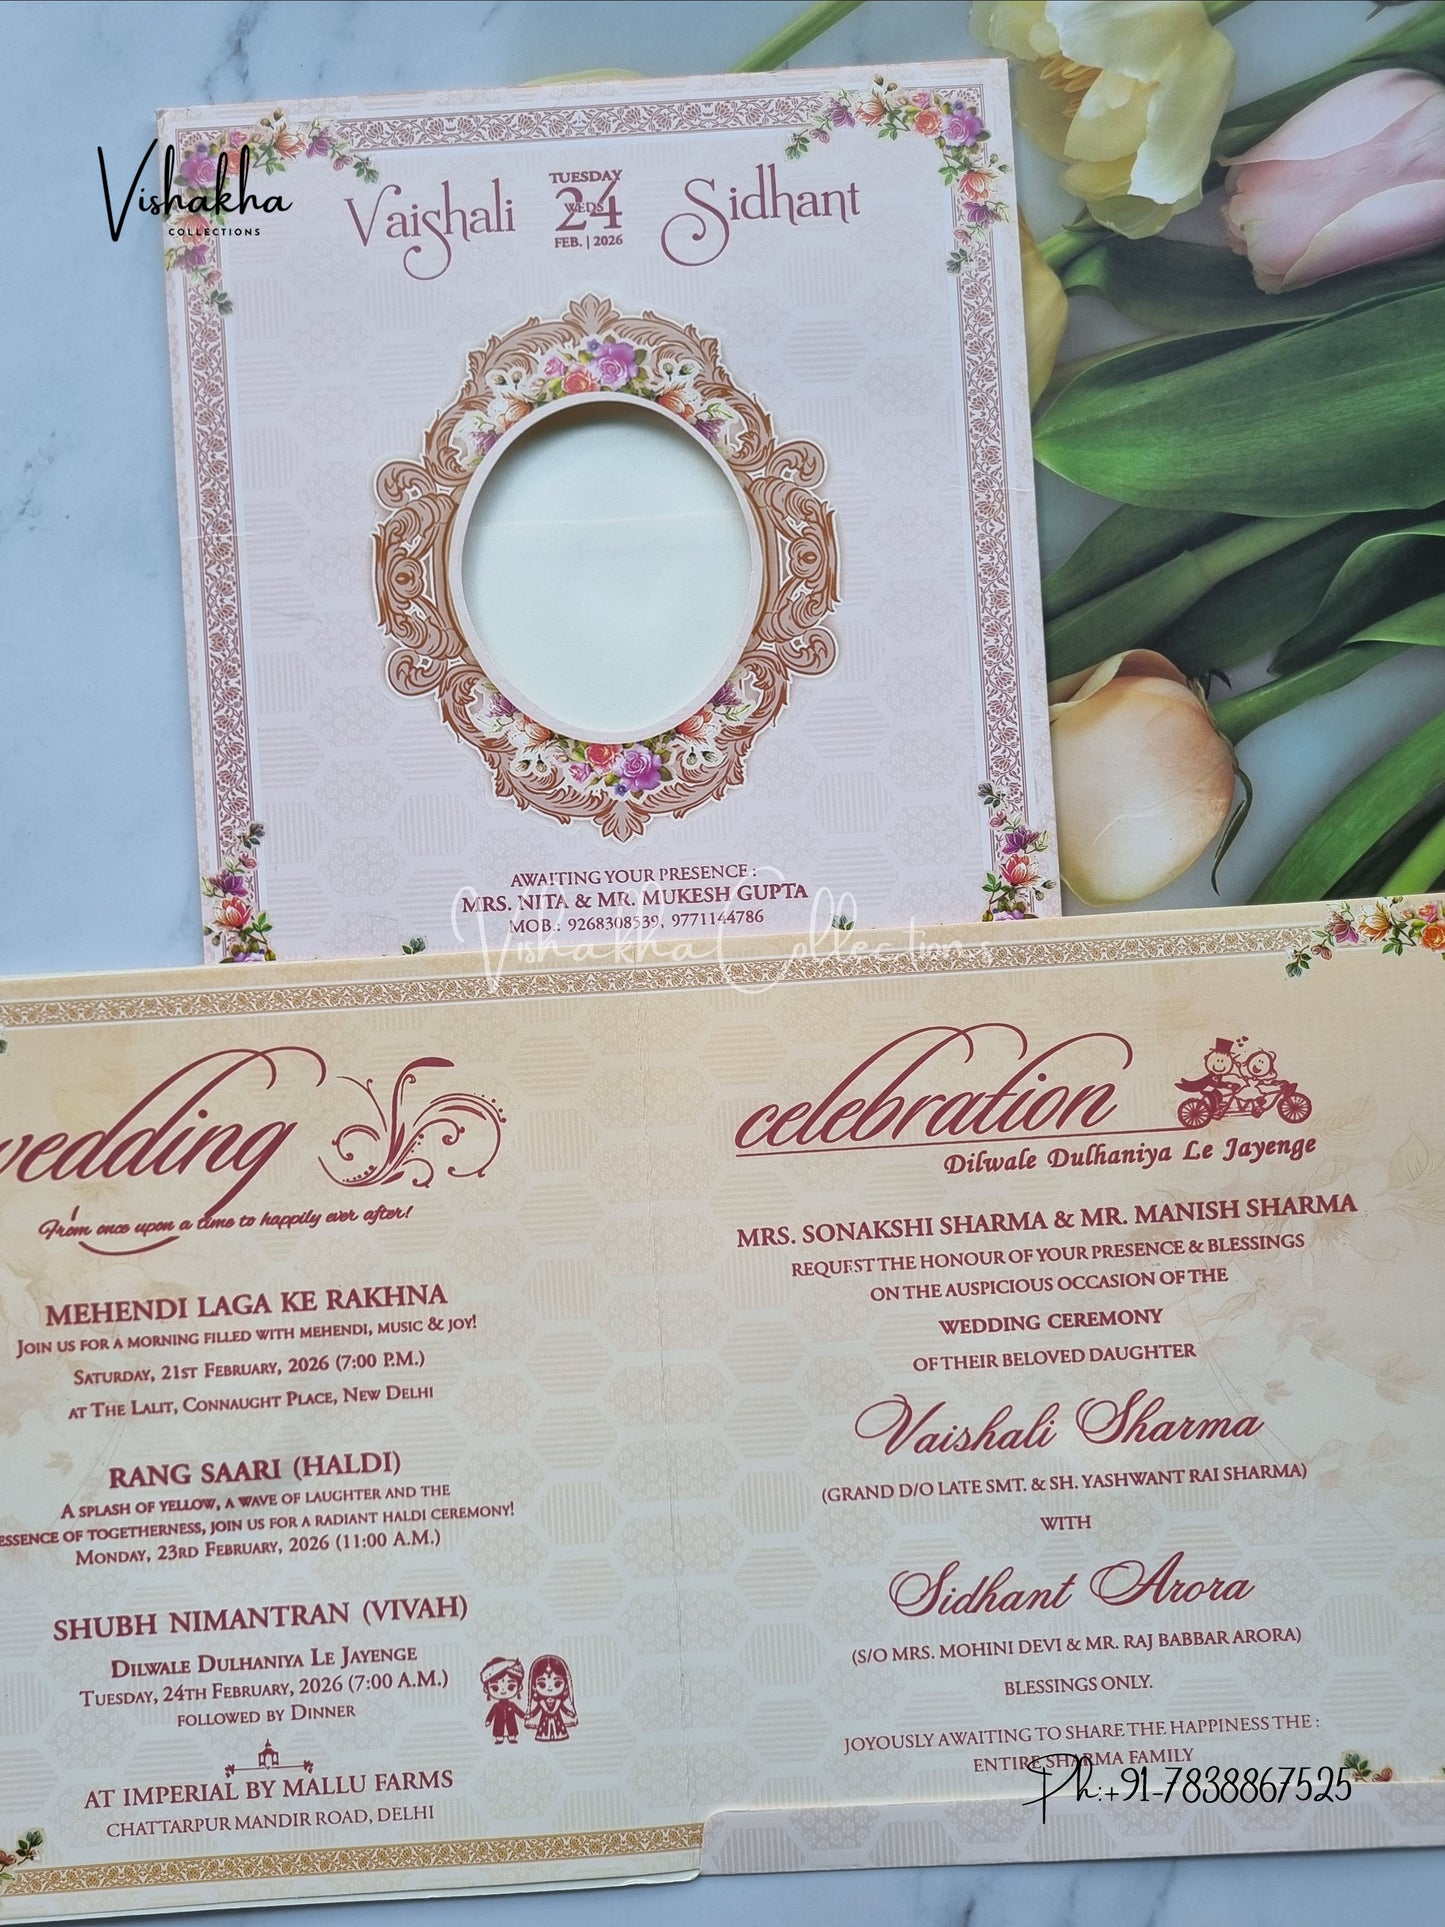 Vishakha
COLLECTIONS
Vaishali
TUESDAY
24
WEDS
FEB. | 2026
Sidhant
AWAITING YOUR PRESENCE :
MRS. NITA & MR. MUKESH GUPTA
MOB.: 9268308539, 9771144786
Vishakha Collections
wedding
From once upon a time to happily ever after!
MEHENDI LAGA KE RAKHNA
JOIN US FOR A MORNING FILLED WITH MEHENDI, MUSIC & JOY!
SATURDAY, 21ST FEBRUARY, 2026 (7:00 P.M.)
AT THE LALIT, CONNAUGHT PLACE, NEW DELHI
RANG SAARI (HALDI)
A SPLASH OF YELLOW, A WAVE OF LAUGHTER AND THE
ESSENCE OF TOGETHERNESS, JOIN US FOR A RADIANT HALDI CEREMONY!
MONDAY, 23RD FEBRUARY, 2026 (11:00 A.M.)
SHUBH NIMANTRAN (VIVAH)
DILWALE DULHANIYA LE JAYENGE
TUESDAY, 24TH FEBRUARY, 2026 (7:00 A.M.)
FOLLOWED BY DINNER
AT IMPERIAL BY MALLU FARMS
CHATTARPUR MANDIR ROAD, DELHI
celebration
Dilwale Dulhaniya Le Jayenge
MRS. SONAKSHI SHARMA & MR. MANISH SHARMA
REQUEST THE HONOUR OF YOUR PRESENCE & BLESSINGS
ON THE AUSPICIOUS OCCASION OF THE
WEDDING CEREMONY
OF THEIR BELOVED DAUGHTER
Vaishali Sharma
(GRAND D/O LATE SMT. & SH. YASHWANT RAI SHARMA)
WITH
Sidhant Arora
(S/O MRS. MOHINI DEVI & MR. RAJ BABBAR ARORA)
BLESSINGS ONLY.
JOYOUSLY AWAITING TO SHARE THE HAPPINESS THE :
ENTIRE SHARMA FAMILY
Ph:+91-7838867525